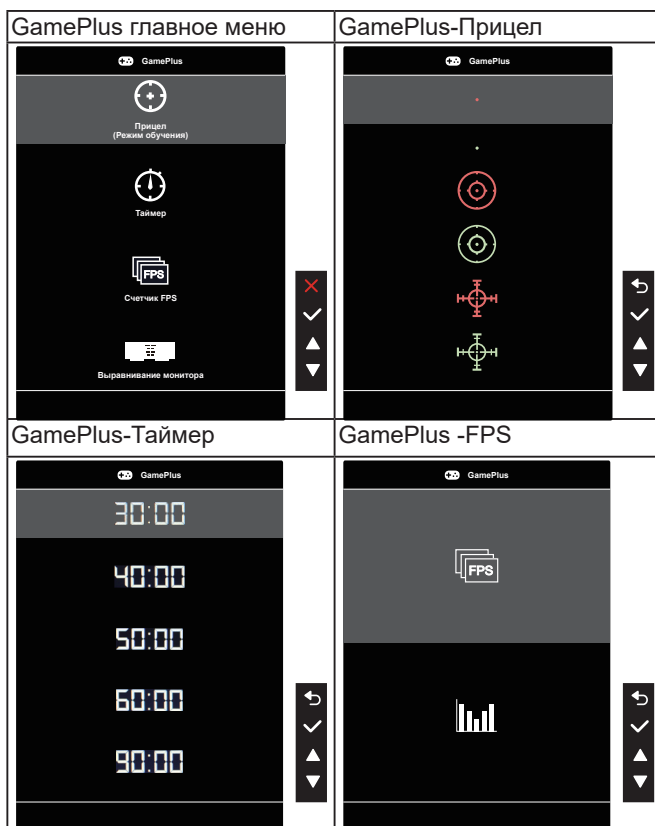 GamePlus главное меню
GamePlus-Прицел
GamePlus
Прицел
(Режим обучения)
Таймер
FPS
Счетчик FPS
Выравнивание монитора
GamePlus
GamePlus-Таймер
GamePlus -FPS
GamePlus
30:00
40:00
50:00
60:00
90:00
GamePlus
FPS